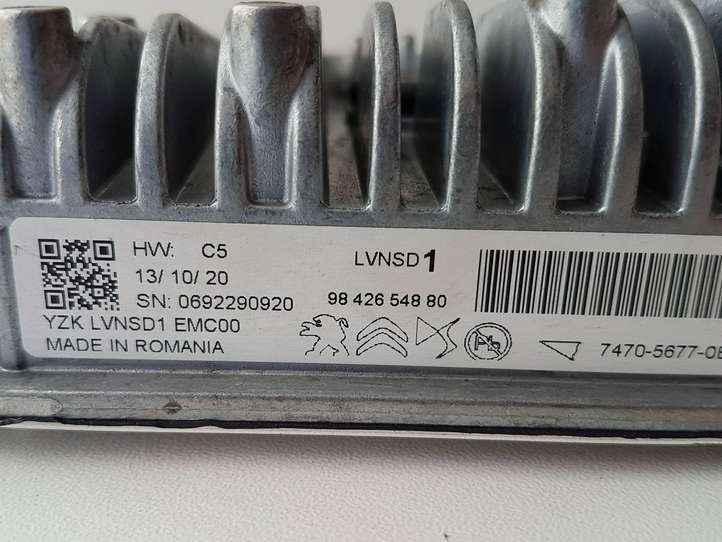 HW: C5
13/ 10/ 20
SN: 0692290920
YZK LVNSD1 EMC00
MADE IN ROMANIA
LVNSD1
98 426 548 80
Pb
7470-5677-0